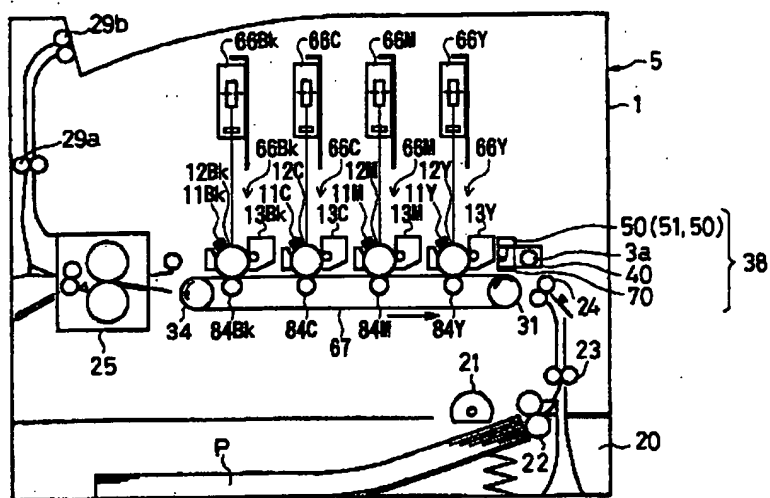 29b
66Bk 66C 66M 66Y
5
1
29a
66Bk 66C 66M 66Y
12Bk 12C 12M 12Y
11Bk 11C 11M 11Y
13Bk 13C 13M 13Y
50 (51, 50)
3a
40
38
70
24
34 84Bk 84C 84M 84Y 31
67
23
25
21
20
22
P